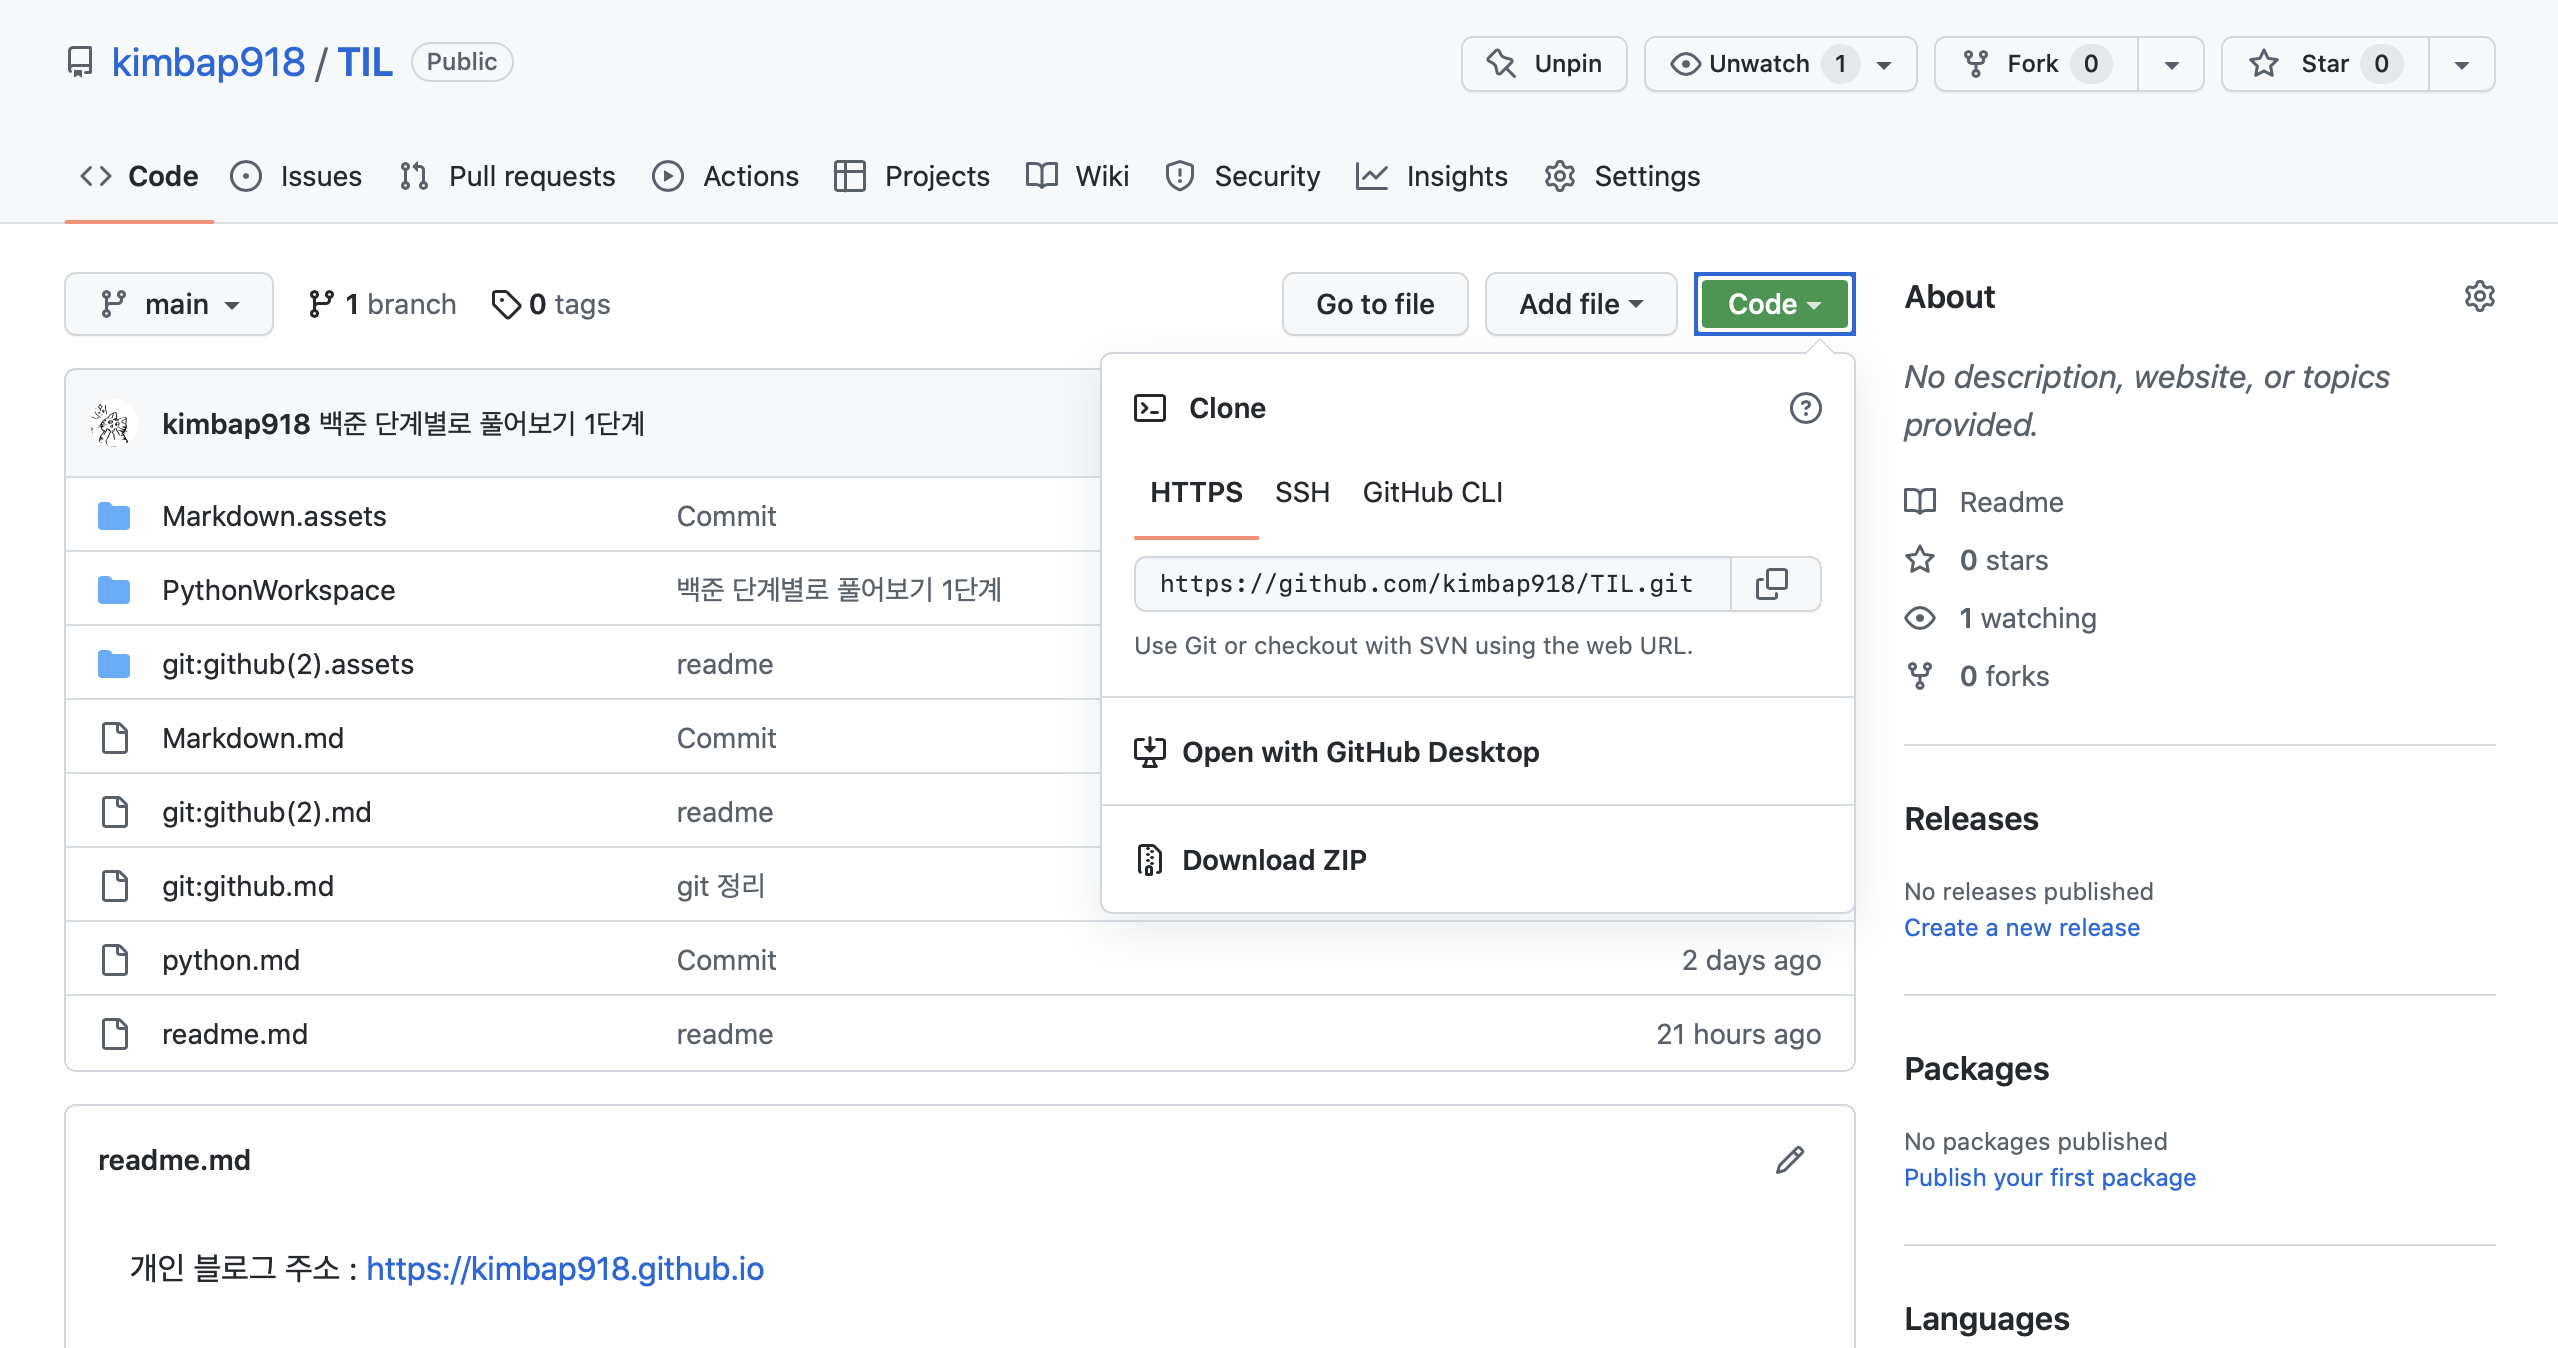 kimbap918 / TIL Public
Unpin
Unwatch 1
Fork 0
Star 0
Code
Issues
Pull requests
Actions
Projects
Wiki
Security
Insights
Settings
main
1 branch
0 tags
Go to file
Add file
Code
kimbap918 백준 단계별로 풀어보기 1단계
Markdown.assets Commit
PythonWorkspace 백준 단계별로 풀어보기 1단계
git:github(2).assets readme
Markdown.md Commit
git:github(2).md readme
git:github.md git 정리
python.md Commit 2 days ago
readme.md readme 21 hours ago
Clone
HTTPS SSH GitHub CLI
https://github.com/kimbap918/TIL.git
Use Git or checkout with SVN using the web URL.
Open with GitHub Desktop
Download ZIP
readme.md
개인 블로그 주소 : https://kimbap918.github.io
About
No description, website, or topics
provided.
Readme
0 stars
1 watching
0 forks
Releases
No releases published
Create a new release
Packages
No packages published
Publish your first package
Languages